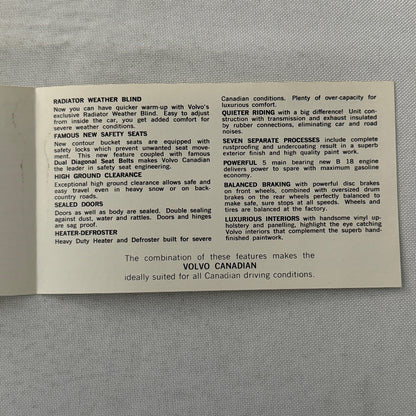 RADIATOR WEATHER BLIND
Now you can have quicker warm-up with Volvo's
exclusive Radiator Weather Blind. Easy to adjust
from inside the car, you get added comfort for
severe weather conditions.
FAMOUS NEW SAFETY SEATS
New contour bucket seats are equipped with
safety locks which prevent unwanted seat move-
ment. This new feature coupled with famous
Dual Diagonal Seat Belts makes Volvo Canadian
the leader in safety seat engineering.
HIGH GROUND CLEARANCE
Exceptional high ground clearance allows safe and
easy travel even in heavy snow or on back-
country roads.
SEALED DOORS
Doors as well as body are sealed. Double sealing
against dust, water and rattles. Doors and hinges
are sag proof.
HEATER-DEFROSTER
Heavy Duty Heater and Defroster built for severe
Canadian conditions. Plenty of over-capacity for
luxurious comfort.
QUIETER RIDING with a big difference! Unit con-
struction with transmission and exhaust insulated
by rubber connections, eliminating car and road
noises.
SEVEN SEPARATE PROCESSES include complete
rustproofing and undercoating result in a superb
exterior finish and high quality paint work.
POWERFUL 5 main bearing new B 18 engine
delivers power to spare with maximum gasoline
economy.
BALANCED BRAKING with powerful disc brakes
on front wheels, combined with oversized drum
brakes on the rear wheels perfectly balanced to
make safe, sure stops at all speeds. Wheels and
tires are balanced at the factory.
LUXURIOUS INTERIORS with handsome vinyl up-
holstery and panelling, highlight the eye catching
Volvo interiors that complement the superb hand-
finished paintwork.
The combination of these features makes the
VOLVO CANADIAN
ideally suited for all Canadian driving conditions.